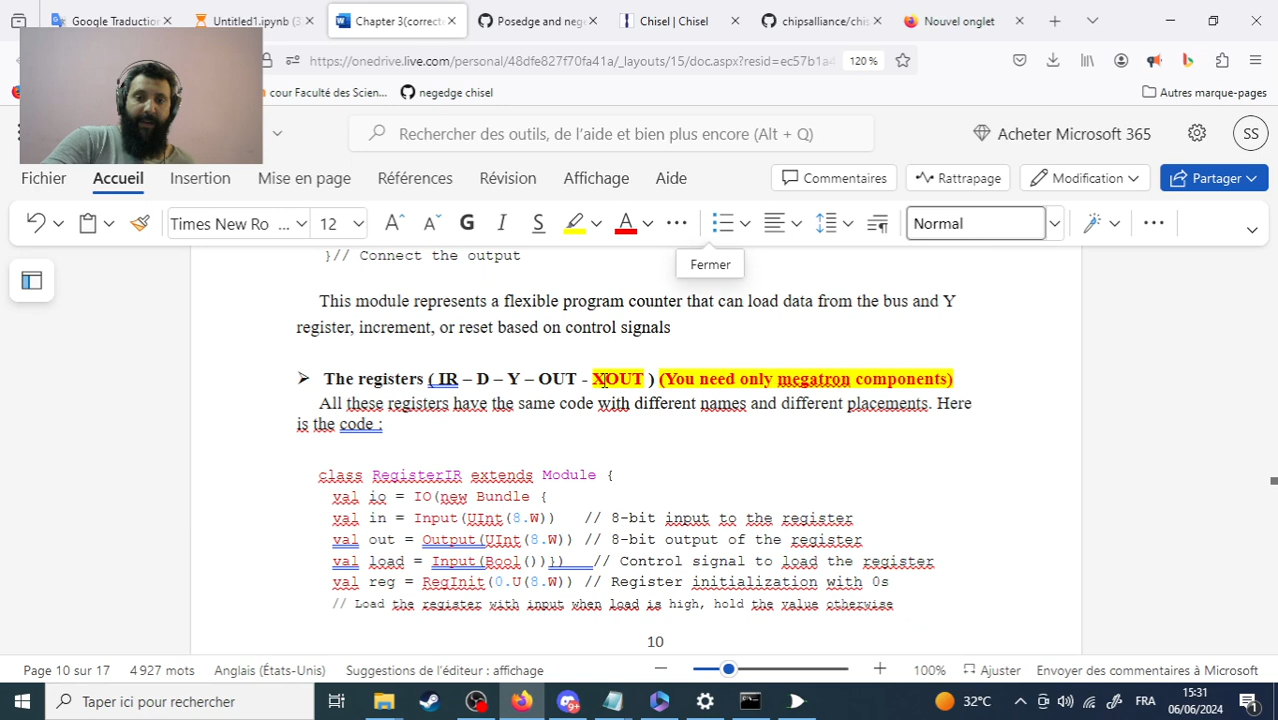 Google Traduction
Untitled1.ipynb (3
Chapter 3(correcte
Posedge and nege
Chisel | Chisel
chipsalliance/chis
Nouvel onglet
https://onedrive.live.com/personal/48dfe827f70fa41a/_layouts/15/doc.aspx?resid=ec57b1a4
120 %
cour Faculté des Scien...
negedge chisel
Autres marque-pages
Rechercher des outils, de l'aide et bien plus encore (Alt + Q)
Acheter Microsoft 365
SS
Fichier Accueil Insertion Mise en page Références Révision Affichage Aide
Commentaires Rattrapage Modification Partager
Times New Ro ... 12 G I S A Normal
Fermer
}// Connect the output
This module represents a flexible program counter that can load data from the bus and Y
register, increment, or reset based on control signals
The registers ( IR – D – Y – OUT - XOUT ) (You need only megatron components)
All these registers have the same code with different names and different placements. Here
is the code :
class RegisterIR extends Module {
val io = IO(new Bundle {
val in = Input(UInt(8.W)) // 8-bit input to the register
val out = Output(UInt(8.W)) // 8-bit output of the register
val load = Input(Bool())}) // Control signal to load the register
val reg = RegInit(0.U(8.W)) // Register initialization with 0s
// Load the register with input when load is high, hold the value otherwise
10
Page 10 sur 17 4 927 mots Anglais (États-Unis) Suggestions de l'éditeur : affichage
100% Ajuster Envoyer des commentaires à Microsoft
Taper ici pour rechercher
32°C
FRA
15:31
06/06/2024
1